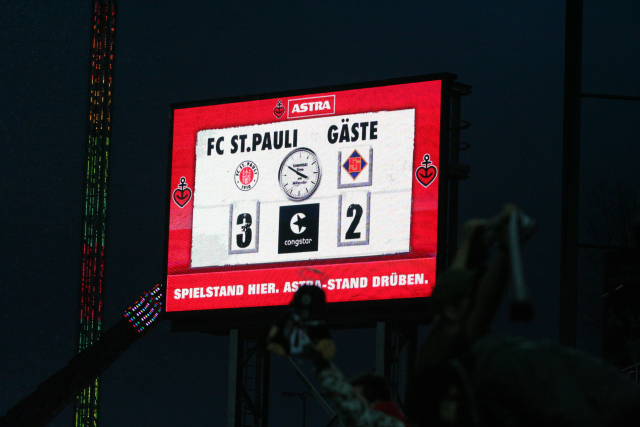 ASTRA
FC ST.PAULI GÄSTE
3 2
congstar
SPIELSTAND HIER. ASTRA-STAND DRÜBEN.